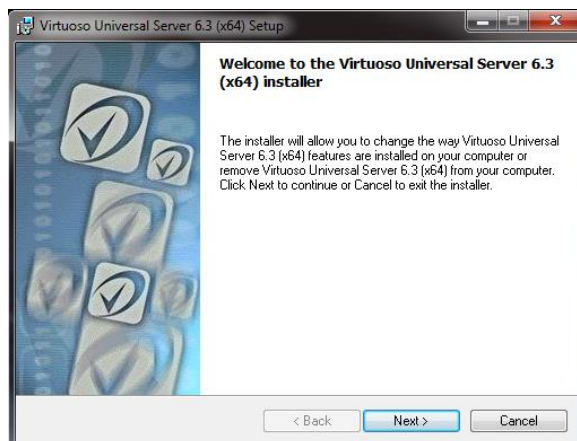 Virtuoso Universal Server 6.3 (x64) Setup
Welcome to the Virtuoso Universal Server 6.3
(x64) installer
The installer will allow you to change the way Virtuoso Universal
Server 6.3 (x64) features are installed on your computer or
remove Virtuoso Universal Server 6.3 (x64) from your computer.
Click Next to continue or Cancel to exit the installer.
< Back Next > Cancel